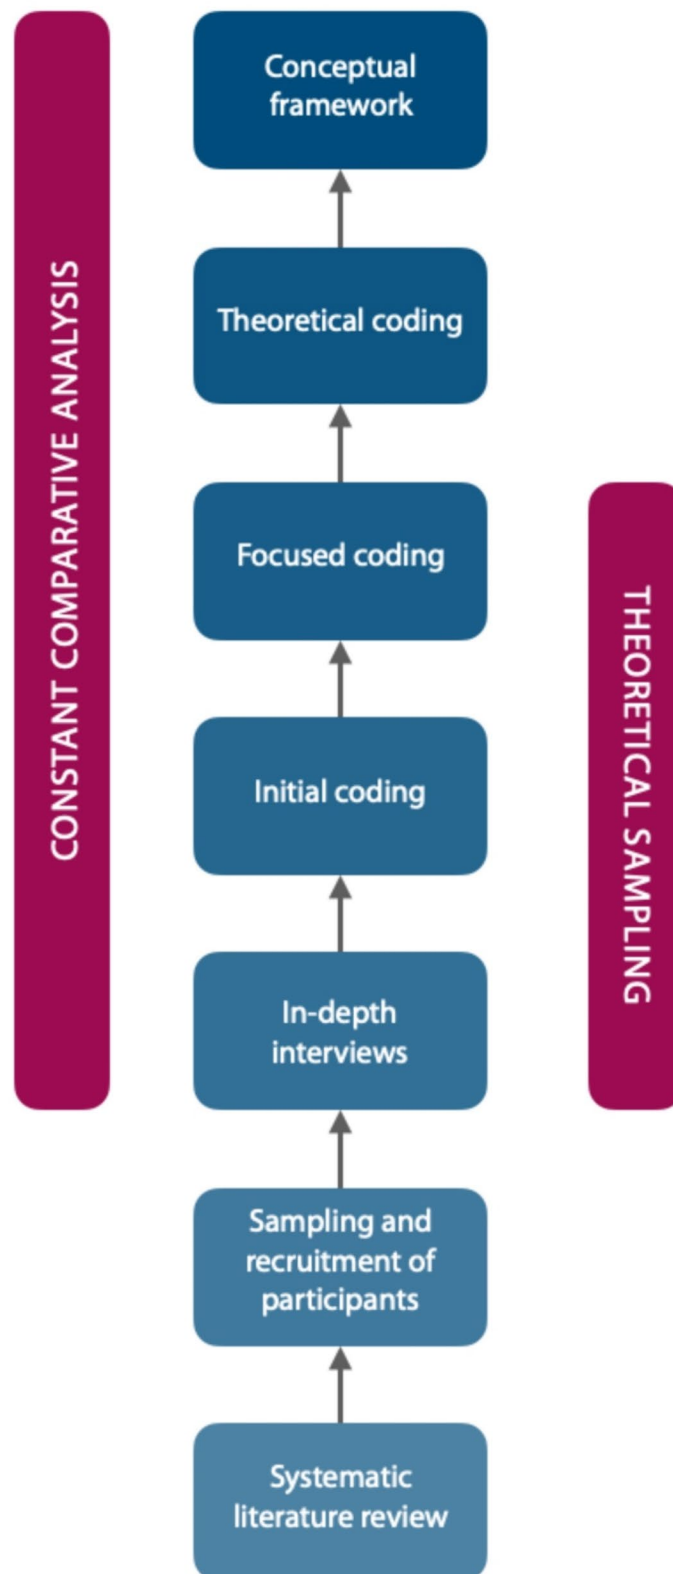 Conceptual
framework
Theoretical coding
Focused coding
Initial coding
In-depth
interviews
Sampling and
recruitment of
participants
Systematic
literature review
CONSTANT COMPARATIVE ANALYSIS
THEORETICAL SAMPLING